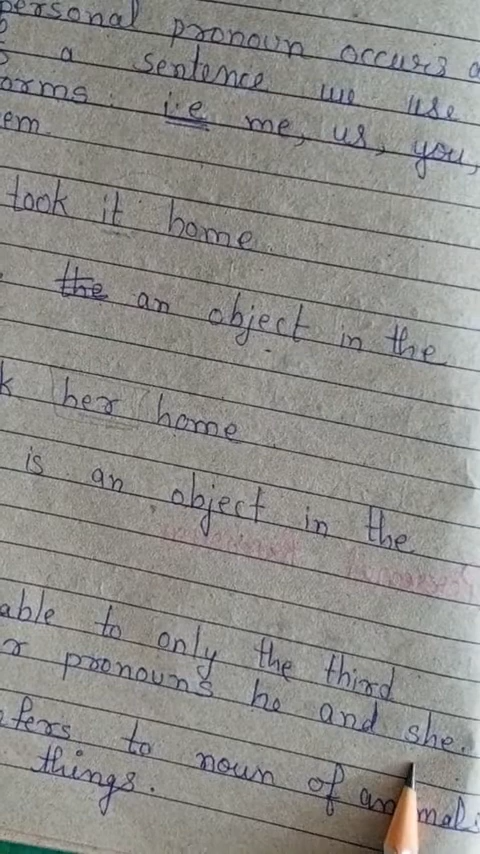 personal pronoun occurs
s a sentence we use
orms. i.e me, us, you,
em.
took it home.
the an object in the
k her home
is an object in the
able to only the third
r pronouns he and she.
fers to noun of animals
things.